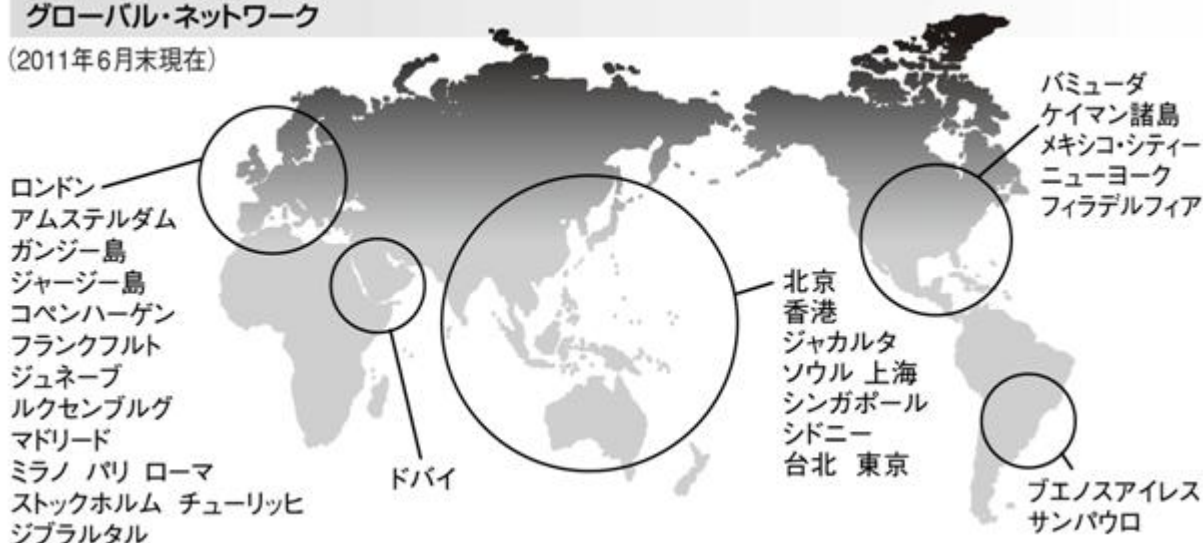 グローバル・ネットワーク
(2011年6月末現在)
ロンドン
アムステルダム
ガンジー島
ジャージー島
コペンハーゲン
フランクフルト
ジュネーブ
ルクセンブルグ
マドリード
ミラノ パリ ローマ
ストックホルム チューリッヒ
ジブラルタル
ドバイ
北京
香港
ジャカルタ
ソウル 上海
シンガポール
シドニー
台北 東京
バミューダ
ケイマン諸島
メキシコ・シティー
ニューヨーク
フィラデルフィア
ブエノスアイレス
サンパウロ